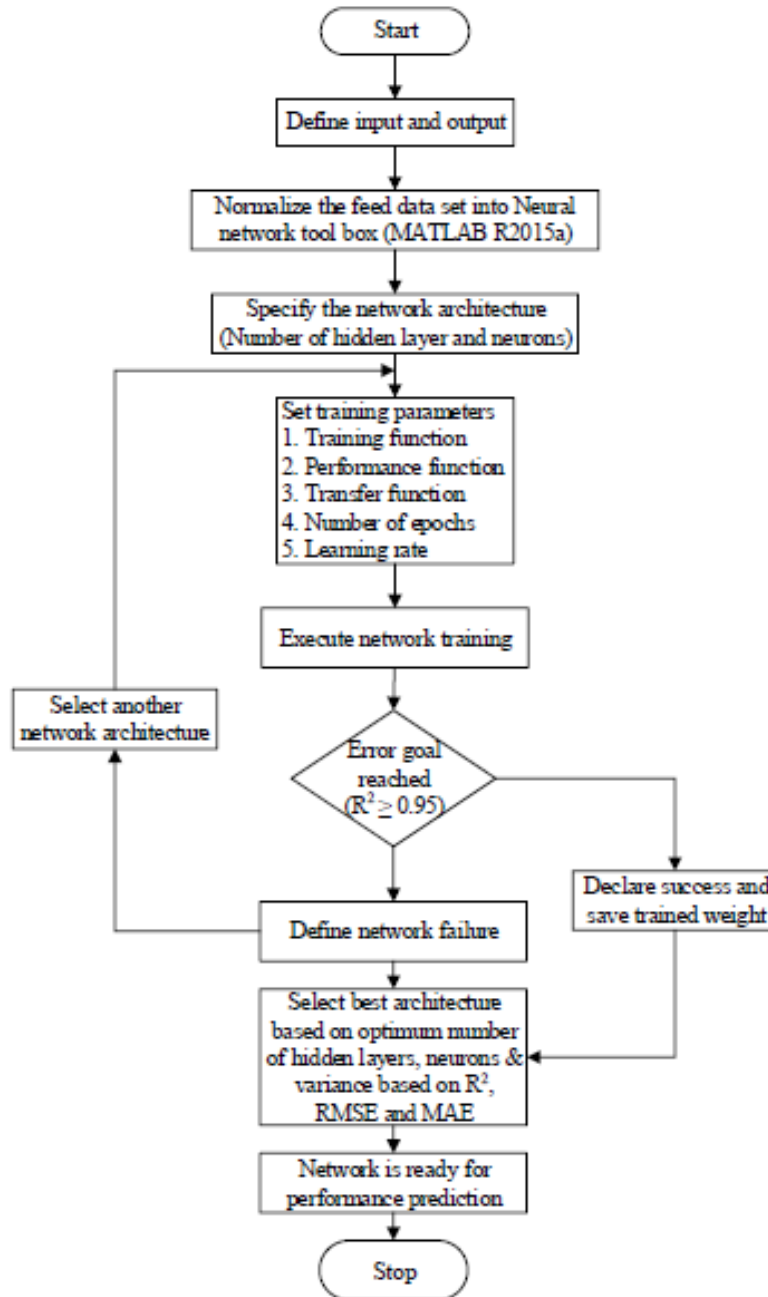 Start
Define input and output
Normalize the feed data set into Neural
network tool box (MATLAB R2015a)
Specify the network architecture
(Number of hidden layer and neurons)
Set training parameters
1. Training function
2. Performance function
3. Transfer function
4. Number of epochs
5. Learning rate
Execute network training
Select another
network architecture
Error goal
reached
(R² ≥ 0.95)
Declare success and
save trained weight
Define network failure
Select best architecture
based on optimum number
of hidden layers, neurons &
variance based on R²,
RMSE and MAE
Network is ready for
performance prediction
Stop